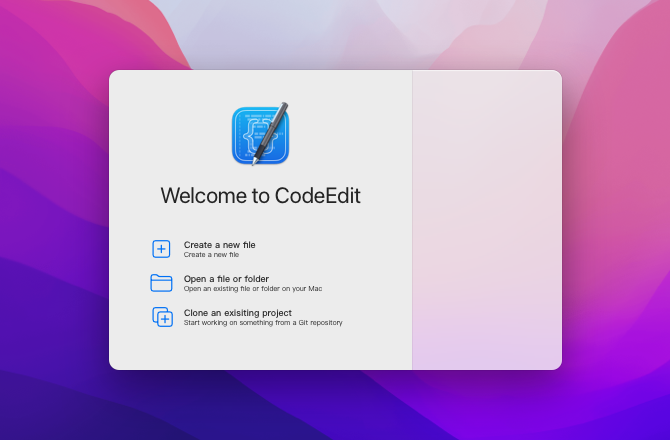 Welcome to CodeEdit
Create a new file
Create a new file
Open a file or folder
Open an existing file or folder on your Mac
Clone an exisiting project
Start working on something from a Git repository